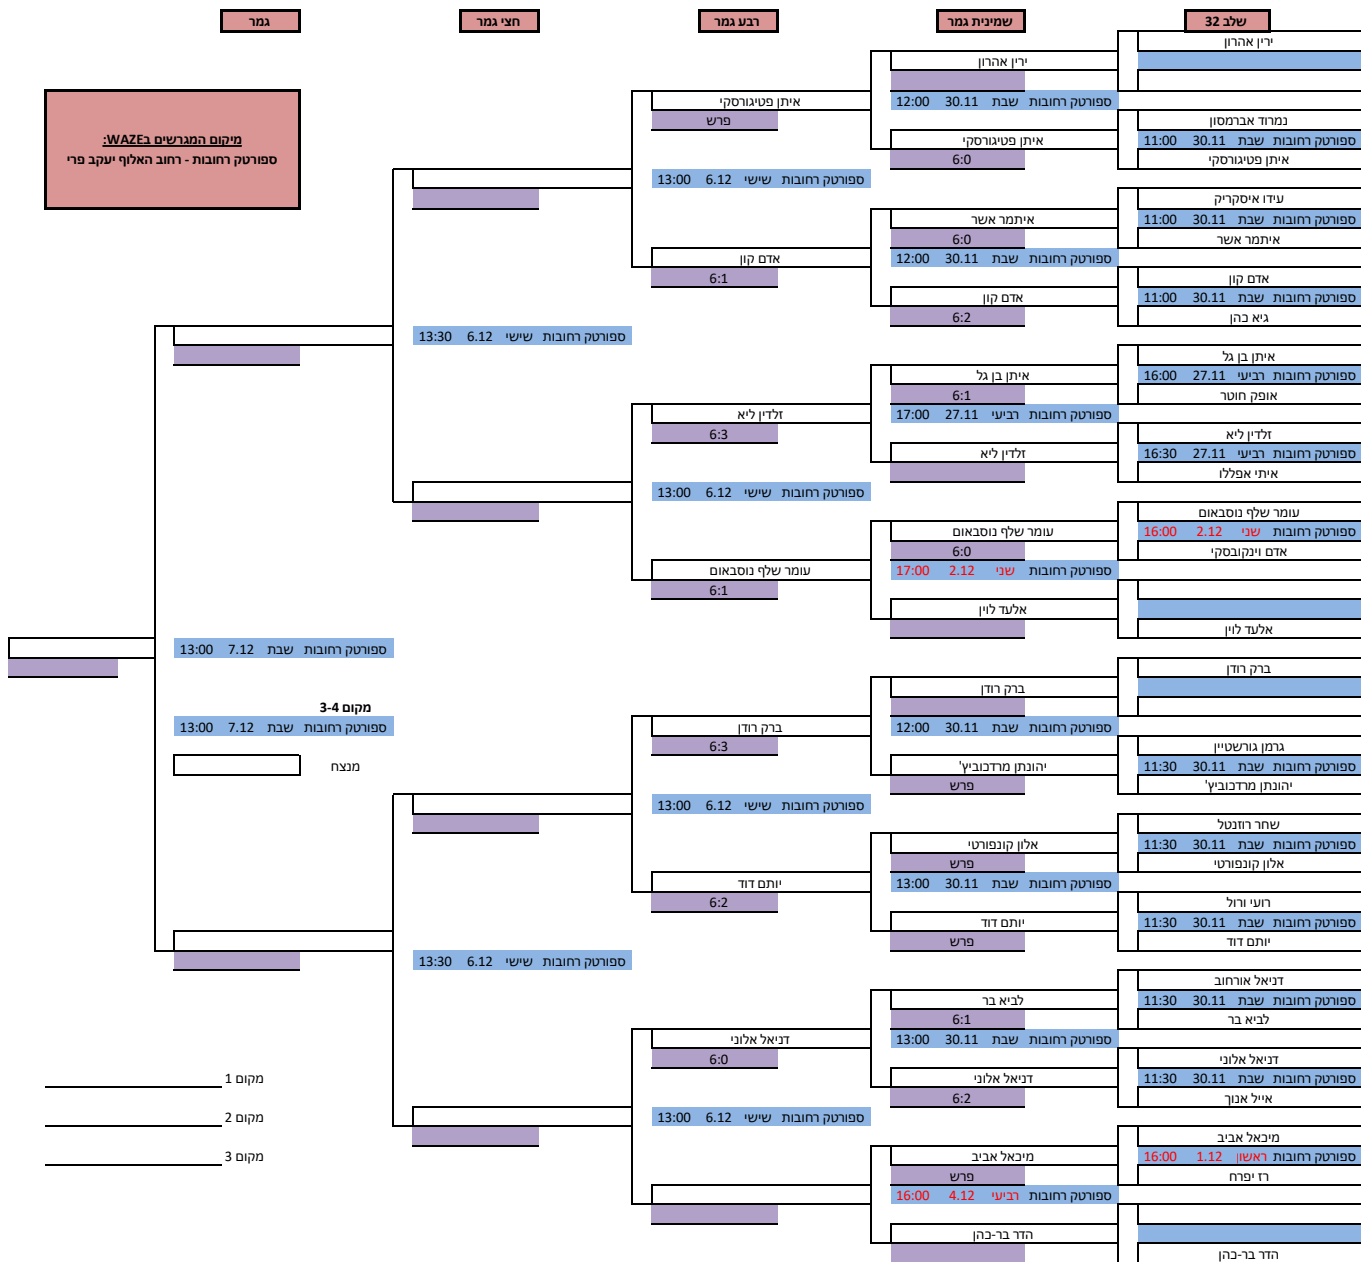 שלב 32
שמינית גמר
רבע גמר
חצי גמר
גמר
מיקום המגרשים בWAZE:
ספורטק רחובות - רחוב האלוף יעקב פרי
ירין אהרון
נמרוד אברמסון
ספורטק רחובות שבת 30.11 11:00
איתן פטיגורסקי
עידו איסקריק
ספורטק רחובות שבת 30.11 11:00
איתמר אשר
אדם קון
ספורטק רחובות שבת 30.11 11:00
גיא כהן
איתן בן גל
ספורטק רחובות רביעי 27.11 16:00
אופק חוטר
זלדין ליא
ספורטק רחובות רביעי 27.11 16:30
איתי אפללו
עומר שלף נוסבאום
ספורטק רחובות שני 2.12 16:00
אדם וינקובסקי
אלעד לוין
ברק רודן
גרמן גורשטיין
ספורטק רחובות שבת 30.11 11:30
יהונתן מרדכוביץ'
שחר רוזנטל
ספורטק רחובות שבת 30.11 11:30
אלון קונפורטי
רועי ורול
ספורטק רחובות שבת 30.11 11:30
יותם דוד
דניאל אורחוב
ספורטק רחובות שבת 30.11 11:30
לביא בר
דניאל אלוני
ספורטק רחובות שבת 30.11 11:30
אייל אנוך
מיכאל אביב
ספורטק רחובות ראשון 1.12 16:00
רז יפרח
הדר בר-כהן
ירין אהרון
ספורטק רחובות שבת 30.11 12:00
איתן פטיגורסקי
6:0
איתמר אשר
6:0
ספורטק רחובות שבת 30.11 12:00
אדם קון
6:2
איתן בן גל
6:1
ספורטק רחובות רביעי 27.11 17:00
זלדין ליא
עומר שלף נוסבאום
6:0
ספורטק רחובות שני 2.12 17:00
אלעד לוין
ברק רודן
ספורטק רחובות שבת 30.11 12:00
יהונתן מרדכוביץ'
פרש
אלון קונפורטי
פרש
ספורטק רחובות שבת 30.11 13:00
יותם דוד
פרש
לביא בר
6:1
ספורטק רחובות שבת 30.11 13:00
דניאל אלוני
6:2
מיכאל אביב
פרש
ספורטק רחובות רביעי 4.12 16:00
הדר בר-כהן
איתן פטיגורסקי
פרש
ספורטק רחובות שישי 6.12 13:00
אדם קון
6:1
זלדין ליא
6:3
ספורטק רחובות שישי 6.12 13:00
עומר שלף נוסבאום
6:1
ברק רודן
6:3
ספורטק רחובות שישי 6.12 13:00
יותם דוד
6:2
דניאל אלוני
6:0
ספורטק רחובות שישי 6.12 13:00
ספורטק רחובות שישי 6.12 13:30
ספורטק רחובות שישי 6.12 13:30
ספורטק רחובות שבת 7.12 13:00
מקום 3-4
ספורטק רחובות שבת 7.12 13:00
מנצח
מקום 1
מקום 2
מקום 3